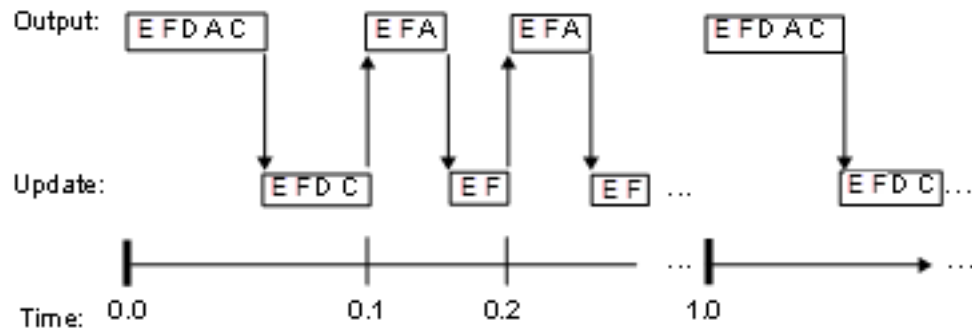 Output: E F D A C E F A E F A E F D A C
Update: E F D C E F E F ... E F D C ...
... ...
Time: 0.0 0.1 0.2 1.0